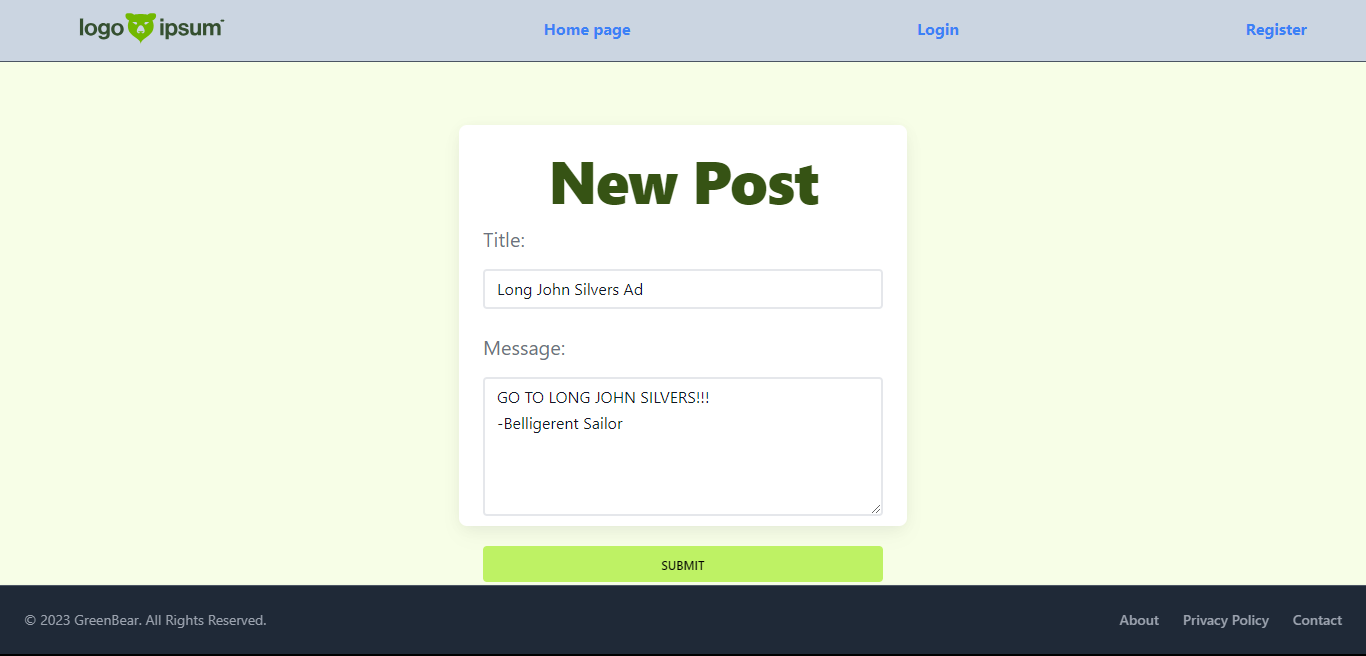 logo ipsum
Home page
Login
Register
New Post
Title:
Long John Silvers Ad
Message:
GO TO LONG JOHN SILVERS!!!
-Belligerent Sailor
SUBMIT
© 2023 GreenBear. All Rights Reserved.
About
Privacy Policy
Contact